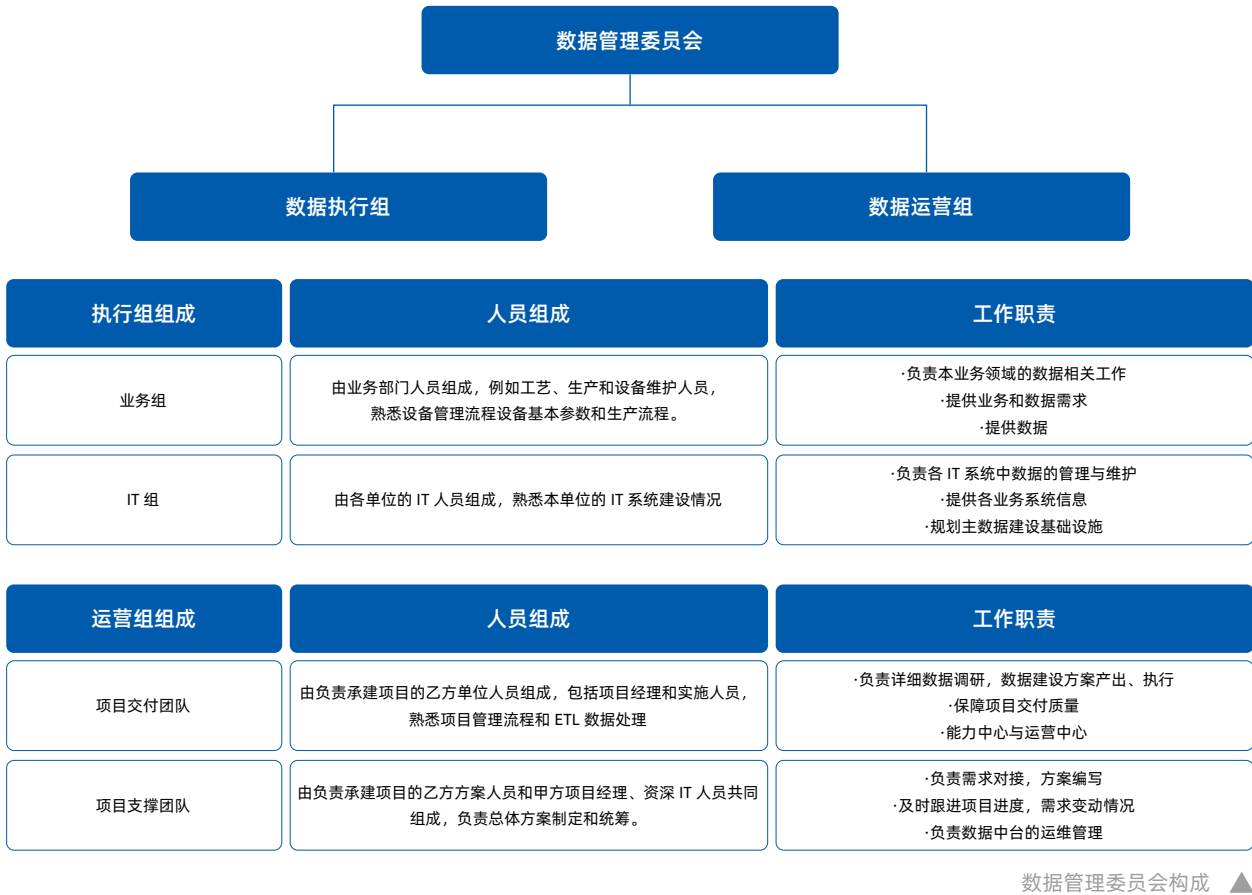 数据管理委员会
数据执行组
数据运营组
执行组组成
人员组成
工作职责
业务组
由业务部门人员组成，例如工艺、生产和设备维护人员，
熟悉设备管理流程设备基本参数和生产流程。
·负责本业务领域的数据相关工作
·提供业务和数据需求
·提供数据
IT 组
由各单位的 IT 人员组成，熟悉本单位的 IT 系统建设情况
·负责各 IT 系统中数据的管理与维护
·提供各业务系统信息
·规划主数据建设基础设施
运营组组成
人员组成
工作职责
项目交付团队
由负责承建项目的乙方单位人员组成，包括项目经理和实施人员，
熟悉项目管理流程和 ETL 数据处理
·负责详细数据调研，数据建设方案产出、执行
·保障项目交付质量
·能力中心与运营中心
项目支撑团队
由负责承建项目的乙方方案人员和甲方项目经理、资深 IT 人员共同
组成，负责总体方案制定和统筹。
·负责需求对接，方案编写
·及时跟进项目进度，需求变动情况
·负责数据中台的运维管理
数据管理委员会构成